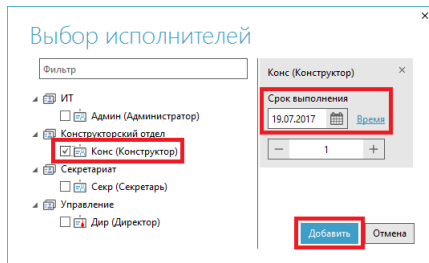 Выбор исполнителей
Фильтр
ИТ
Админ (Администратор)
Конструкторский отдел
Конс (Конструктор)
Секретариат
Секр (Секретарь)
Управление
Дир (Директор)
Конс (Конструктор)
Срок выполнения
19.07.2017 Время
− 1 +
Добавить Отмена